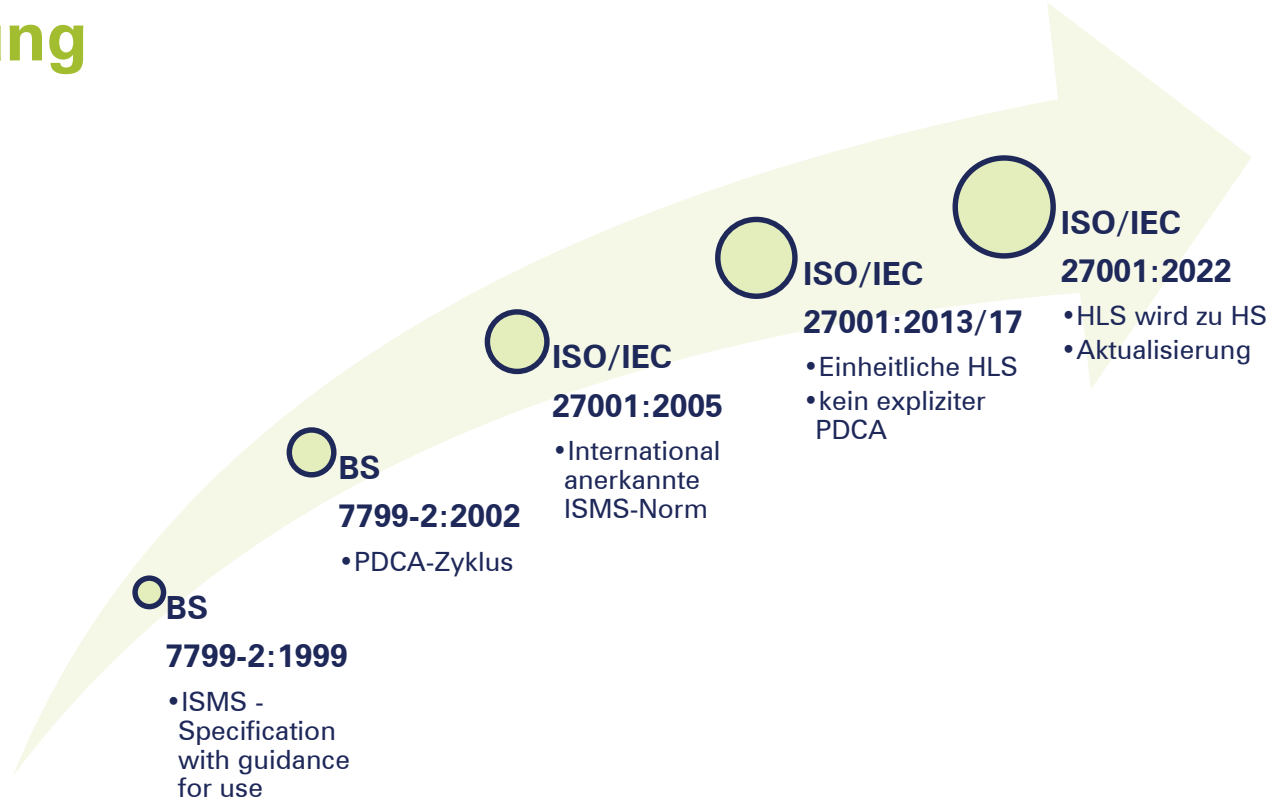 ung
BS
7799-2:1999
•ISMS -
Specification
with guidance
for use
BS
7799-2:2002
•PDCA-Zyklus
ISO/IEC
27001:2005
•International
anerkannte
ISMS-Norm
ISO/IEC
27001:2013/17
•Einheitliche HLS
•kein expliziter
PDCA
ISO/IEC
27001:2022
•HLS wird zu HS
•Aktualisierung